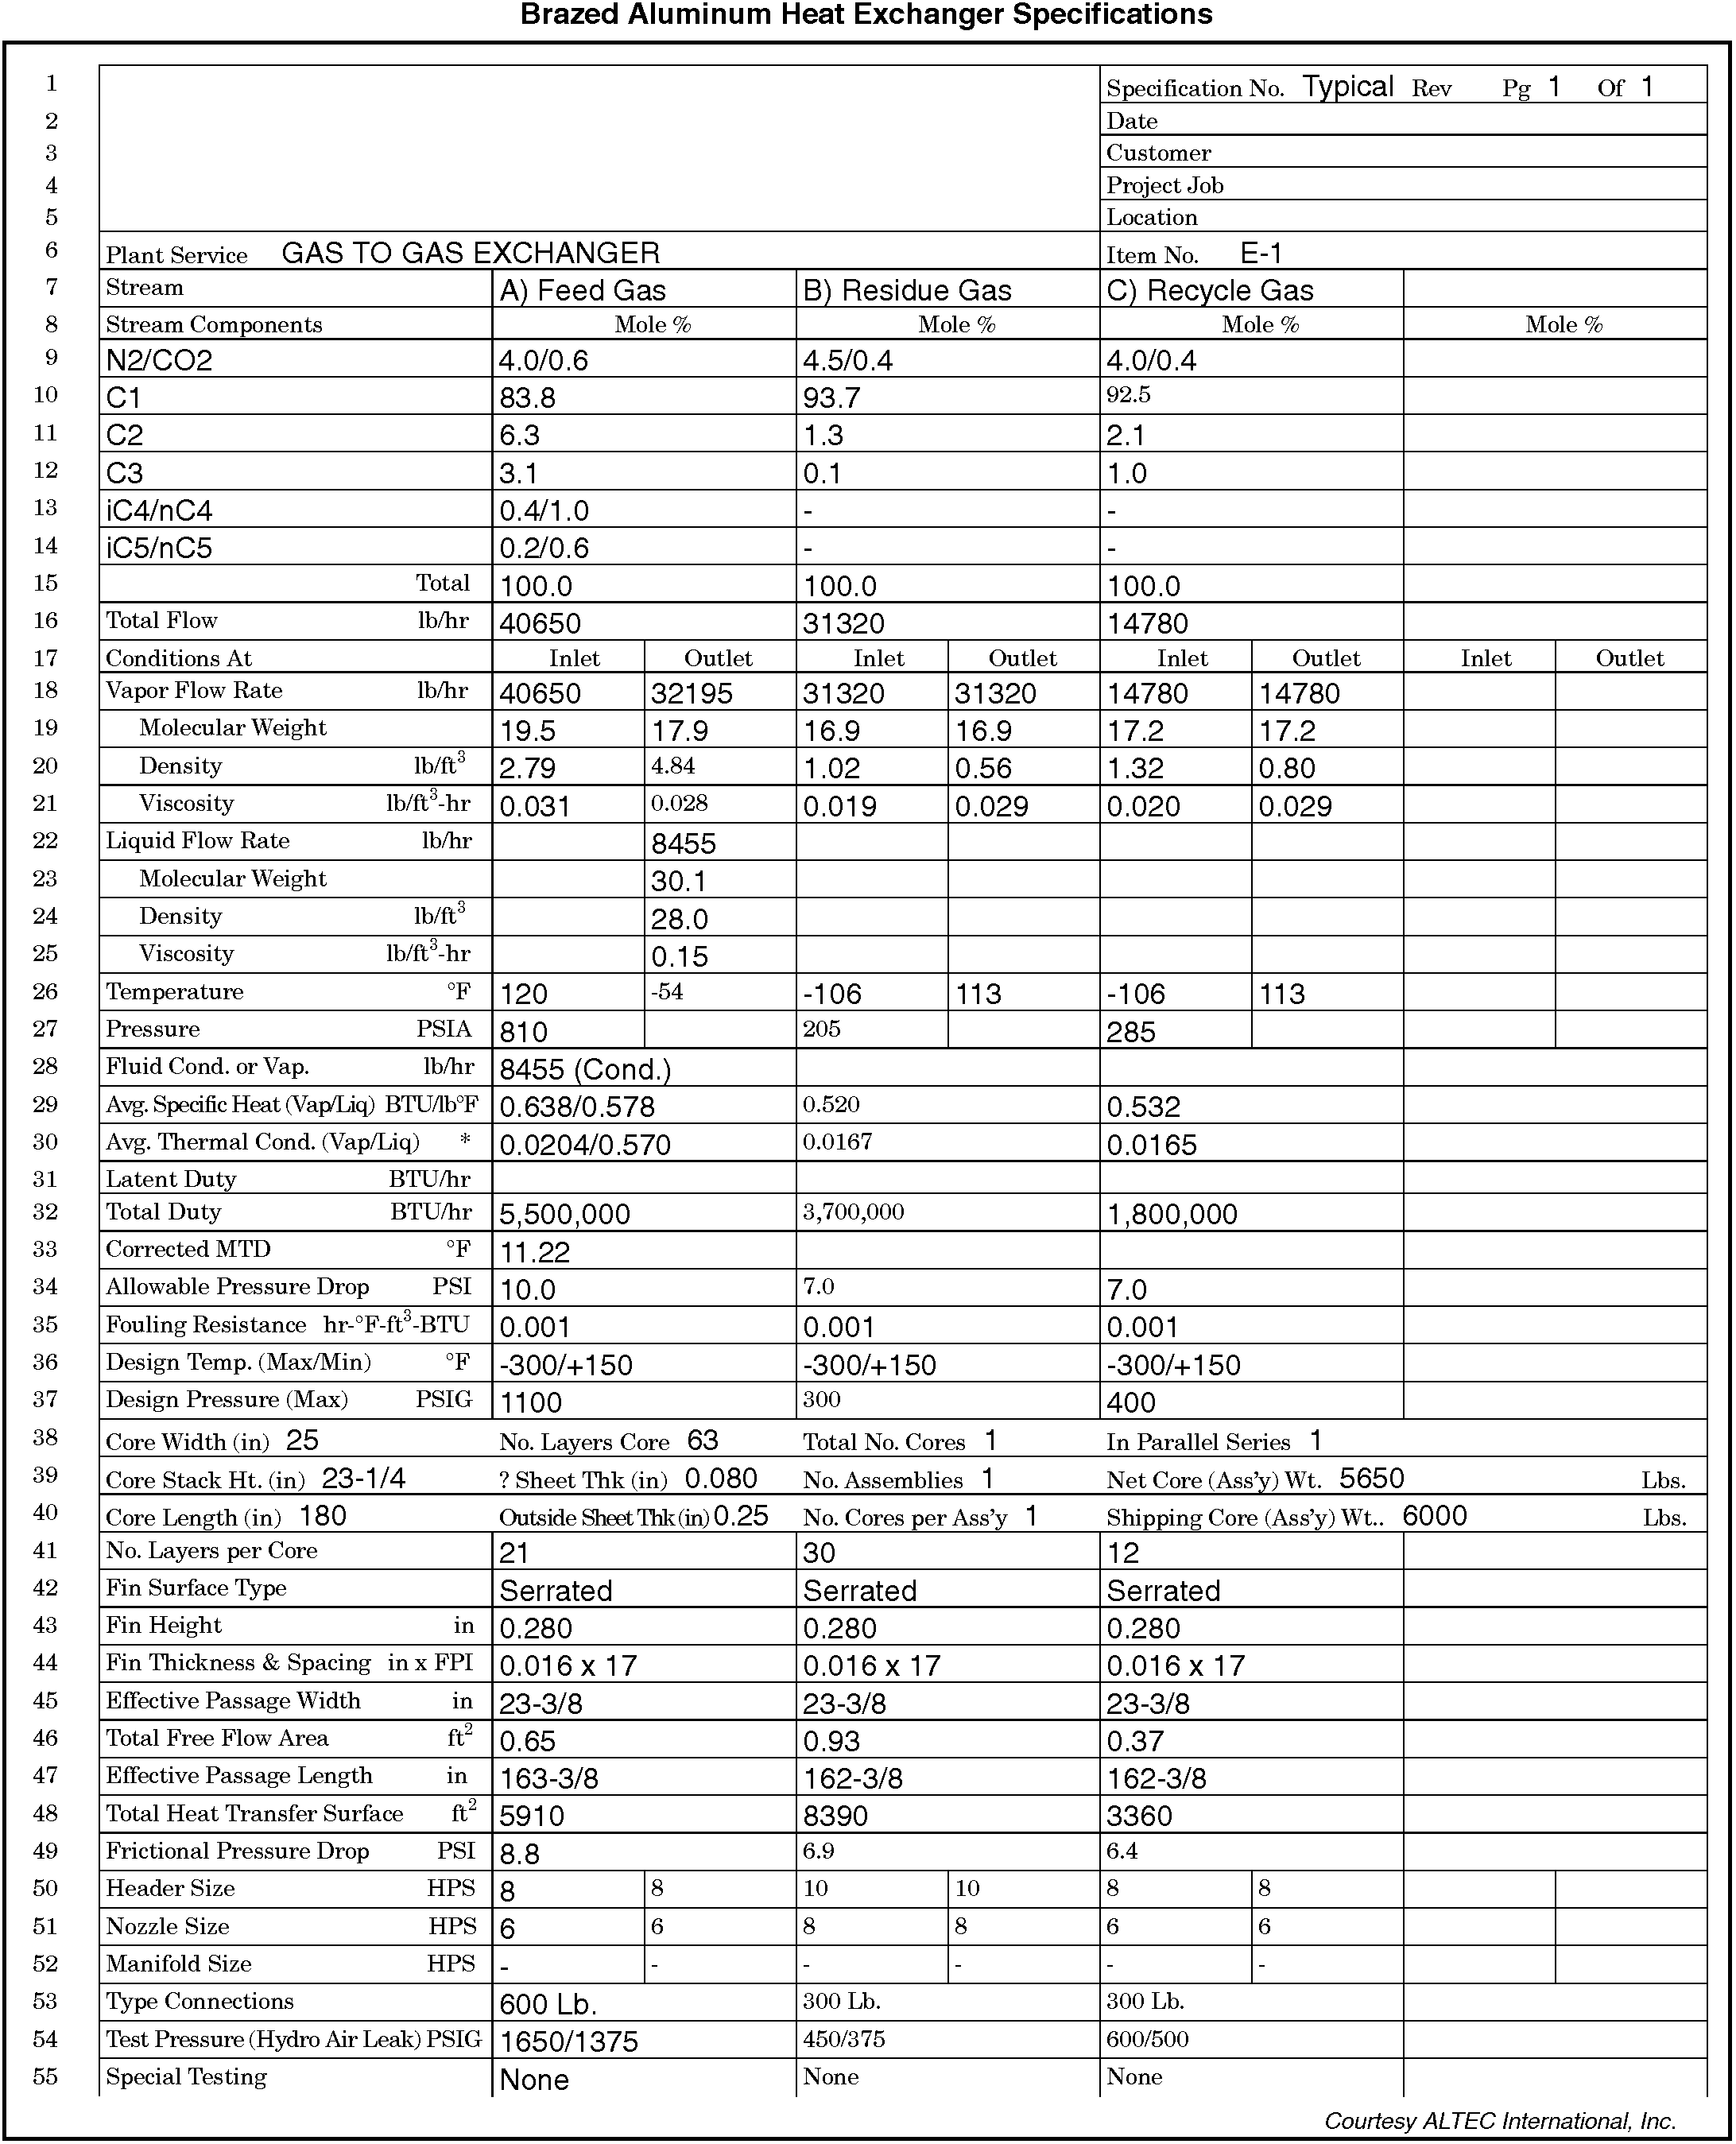 Brazed Aluminum Heat Exchanger Specifications
1 Specification No. Typical Rev Pg 1 Of 1
2 Date
3 Customer
4 Project Job
5 Location
6 Plant Service GAS TO GAS EXCHANGER Item No. E-1
7 Stream A) Feed Gas B) Residue Gas C) Recycle Gas
8 Stream Components Mole % Mole % Mole % Mole %
9 N2/CO2 4.0/0.6 4.5/0.4 4.0/0.4
10 C1 83.8 93.7 92.5
11 C2 6.3 1.3 2.1
12 C3 3.1 0.1 1.0
13 iC4/nC4 0.4/1.0 - -
14 iC5/nC5 0.2/0.6 - -
15 Total 100.0 100.0 100.0
16 Total Flow lb/hr 40650 31320 14780
17 Conditions At Inlet Outlet Inlet Outlet Inlet Outlet Inlet Outlet
18 Vapor Flow Rate lb/hr 40650 32195 31320 31320 14780 14780
19 Molecular Weight 19.5 17.9 16.9 16.9 17.2 17.2
20 Density lb/ft³ 2.79 4.84 1.02 0.56 1.32 0.80
21 Viscosity lb/ft³-hr 0.031 0.028 0.019 0.029 0.020 0.029
22 Liquid Flow Rate lb/hr 8455
23 Molecular Weight 30.1
24 Density lb/ft³ 28.0
25 Viscosity lb/ft³-hr 0.15
26 Temperature °F 120 -54 -106 113 -106 113
27 Pressure PSIA 810 205 285
28 Fluid Cond. or Vap. lb/hr 8455 (Cond.)
29 Avg. Specific Heat (Vap/Liq) BTU/lb°F 0.638/0.578 0.520 0.532
30 Avg. Thermal Cond. (Vap/Liq) * 0.0204/0.570 0.0167 0.0165
31 Latent Duty BTU/hr
32 Total Duty BTU/hr 5,500,000 3,700,000 1,800,000
33 Corrected MTD °F 11.22
34 Allowable Pressure Drop PSI 10.0 7.0 7.0
35 Fouling Resistance hr-°F-ft³-BTU 0.001 0.001 0.001
36 Design Temp. (Max/Min) °F -300/+150 -300/+150 -300/+150
37 Design Pressure (Max) PSIG 1100 300 400
38 Core Width (in) 25 No. Layers Core 63 Total No. Cores 1 In Parallel Series 1
39 Core Stack Ht. (in) 23-1/4 ? Sheet Thk (in) 0.080 No. Assemblies 1 Net Core (Ass'y) Wt. 5650 Lbs.
40 Core Length (in) 180 Outside Sheet Thk (in) 0.25 No. Cores per Ass'y 1 Shipping Core (Ass'y) Wt.. 6000 Lbs.
41 No. Layers per Core 21 30 12
42 Fin Surface Type Serrated Serrated Serrated
43 Fin Height in 0.280 0.280 0.280
44 Fin Thickness & Spacing in x FPI 0.016 x 17 0.016 x 17 0.016 x 17
45 Effective Passage Width in 23-3/8 23-3/8 23-3/8
46 Total Free Flow Area ft² 0.65 0.93 0.37
47 Effective Passage Length in 163-3/8 162-3/8 162-3/8
48 Total Heat Transfer Surface ft² 5910 8390 3360
49 Frictional Pressure Drop PSI 8.8 6.9 6.4
50 Header Size HPS 8 8 10 10 8 8
51 Nozzle Size HPS 6 6 8 8 6 6
52 Manifold Size HPS - - - - - -
53 Type Connections 600 Lb. 300 Lb. 300 Lb.
54 Test Pressure (Hydro Air Leak) PSIG 1650/1375 450/375 600/500
55 Special Testing None None None
Courtesy ALTEC International, Inc.